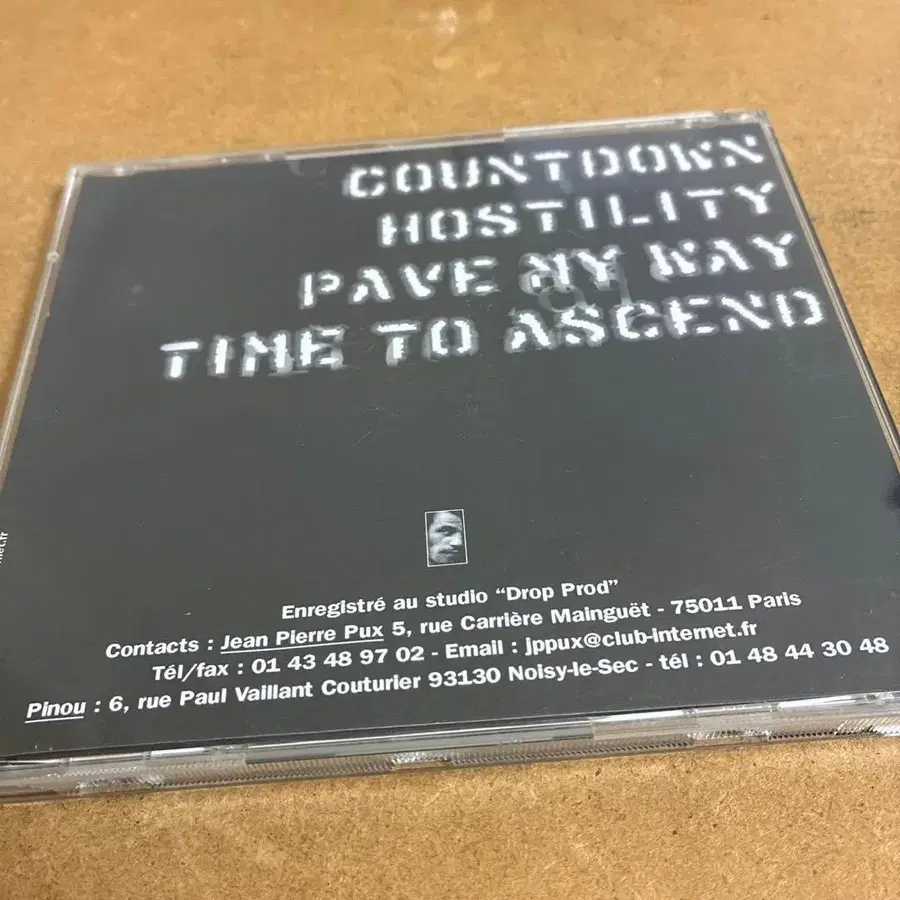 COUNTDOWN
HOSTILITY
PAVE MY WAY
TIME TO ASCEND
Enregistré au studio “Drop Prod”
Contacts : Jean Pierre Pux 5, rue Carrière Mainguët - 75011 Paris
Tél/fax : 01 43 48 97 02 - Email : jppux@club-internet.fr
Pinou : 6, rue Paul Vaillant Couturier 93130 Noisy-le-Sec - tél : 01 48 44 30 48